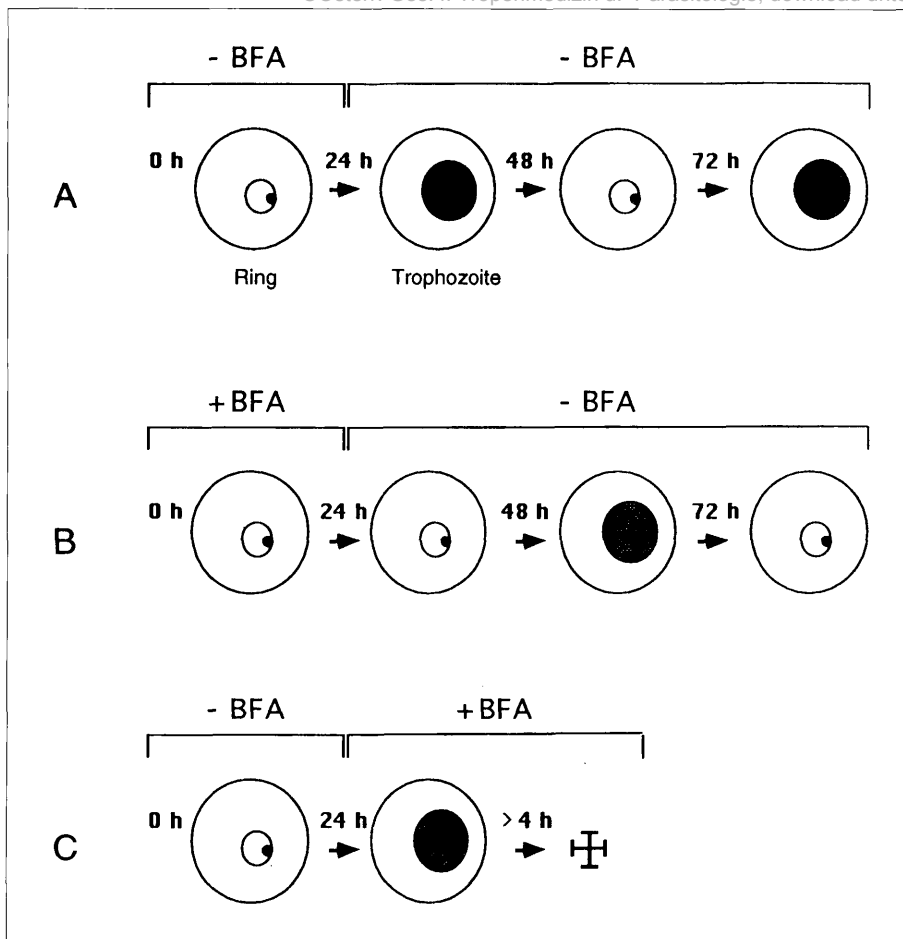 - BFA - BFA
0 h 24 h 48 h 72 h
A
Ring Trophozoite
+ BFA - BFA
0 h 24 h 48 h 72 h
B
- BFA + BFA
0 h 24 h > 4 h
C